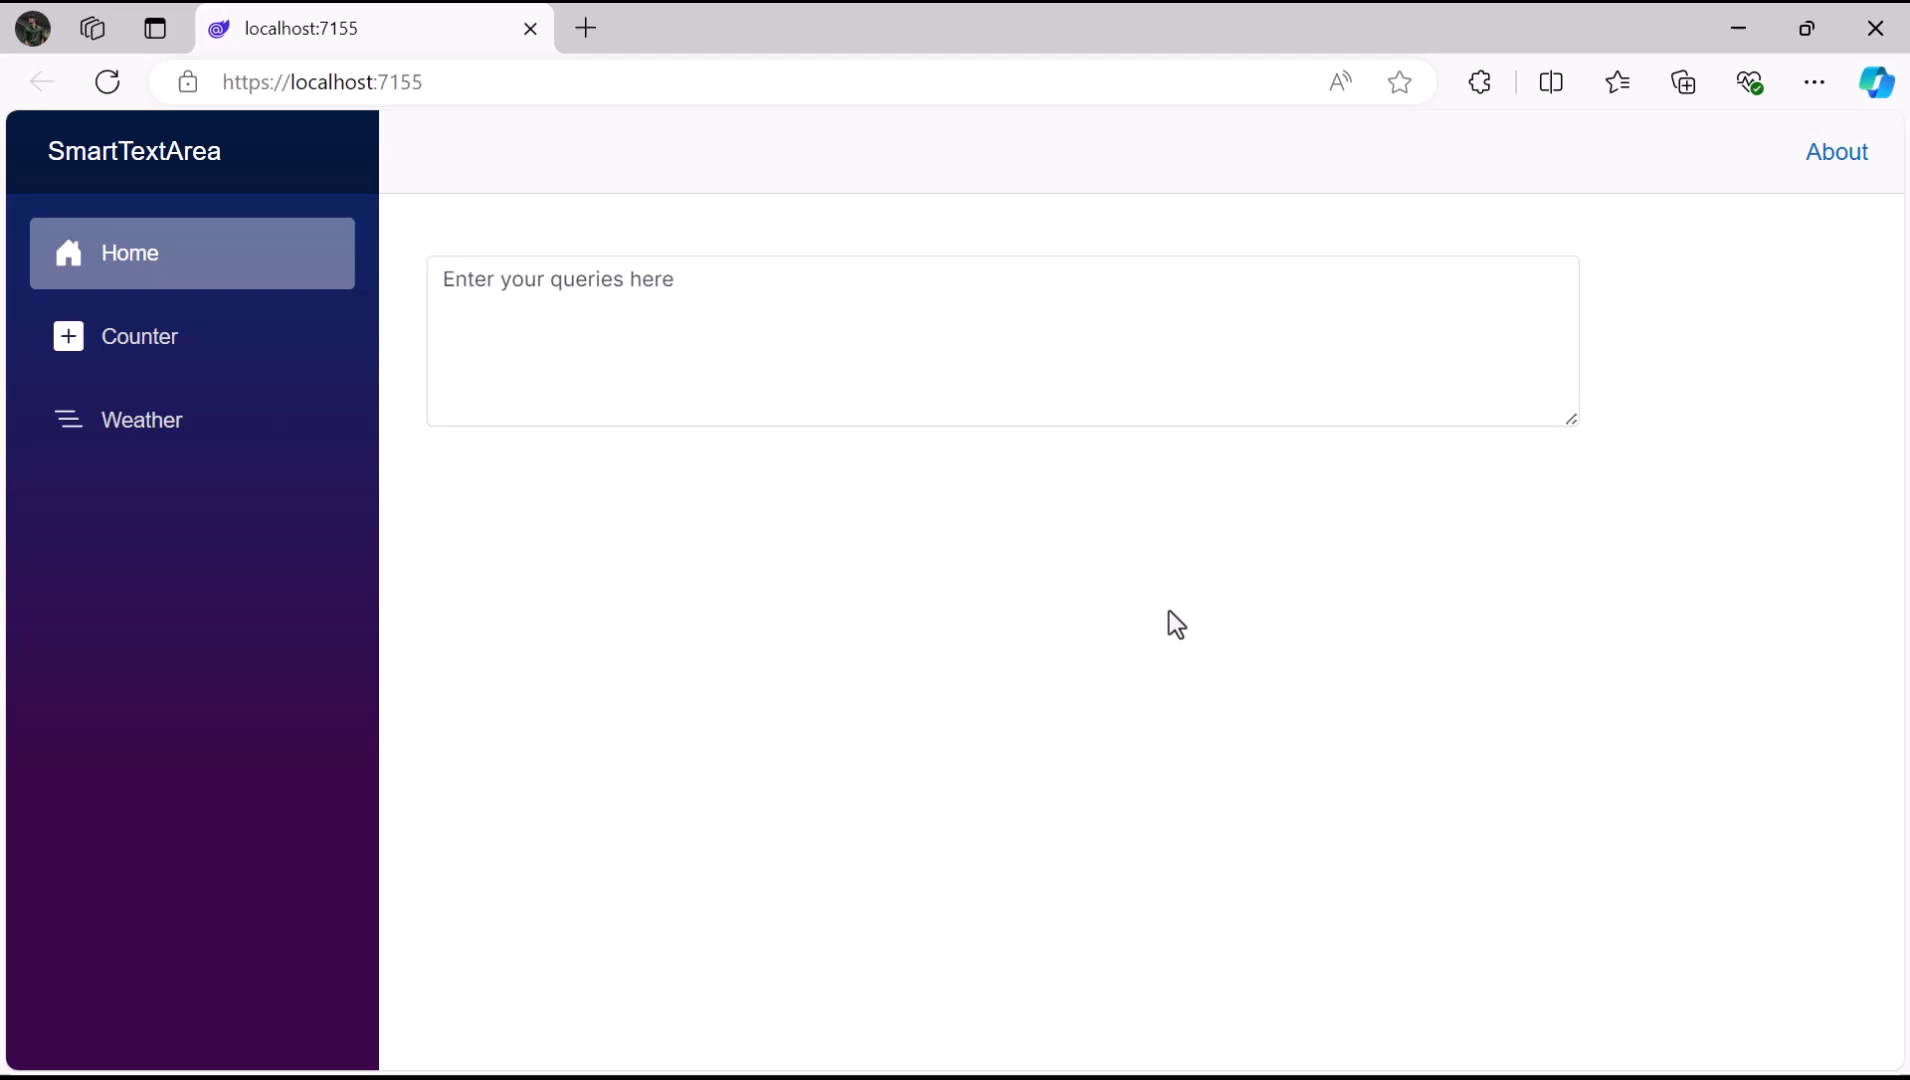 localhost:7155
https://localhost:7155
SmartTextArea
About
Home
Enter your queries here
Counter
Weather